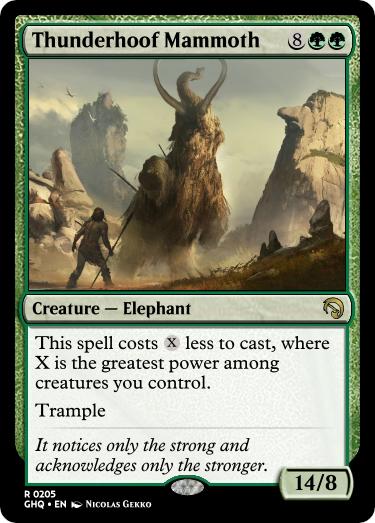 Thunderhoof Mammoth 8
Creature — Elephant
This spell costs X less to cast, where
X is the greatest power among
creatures you control.
Trample
It notices only the strong and
acknowledges only the stronger.
14/8
R 0205
GHQ • EN Nicolas Gekko